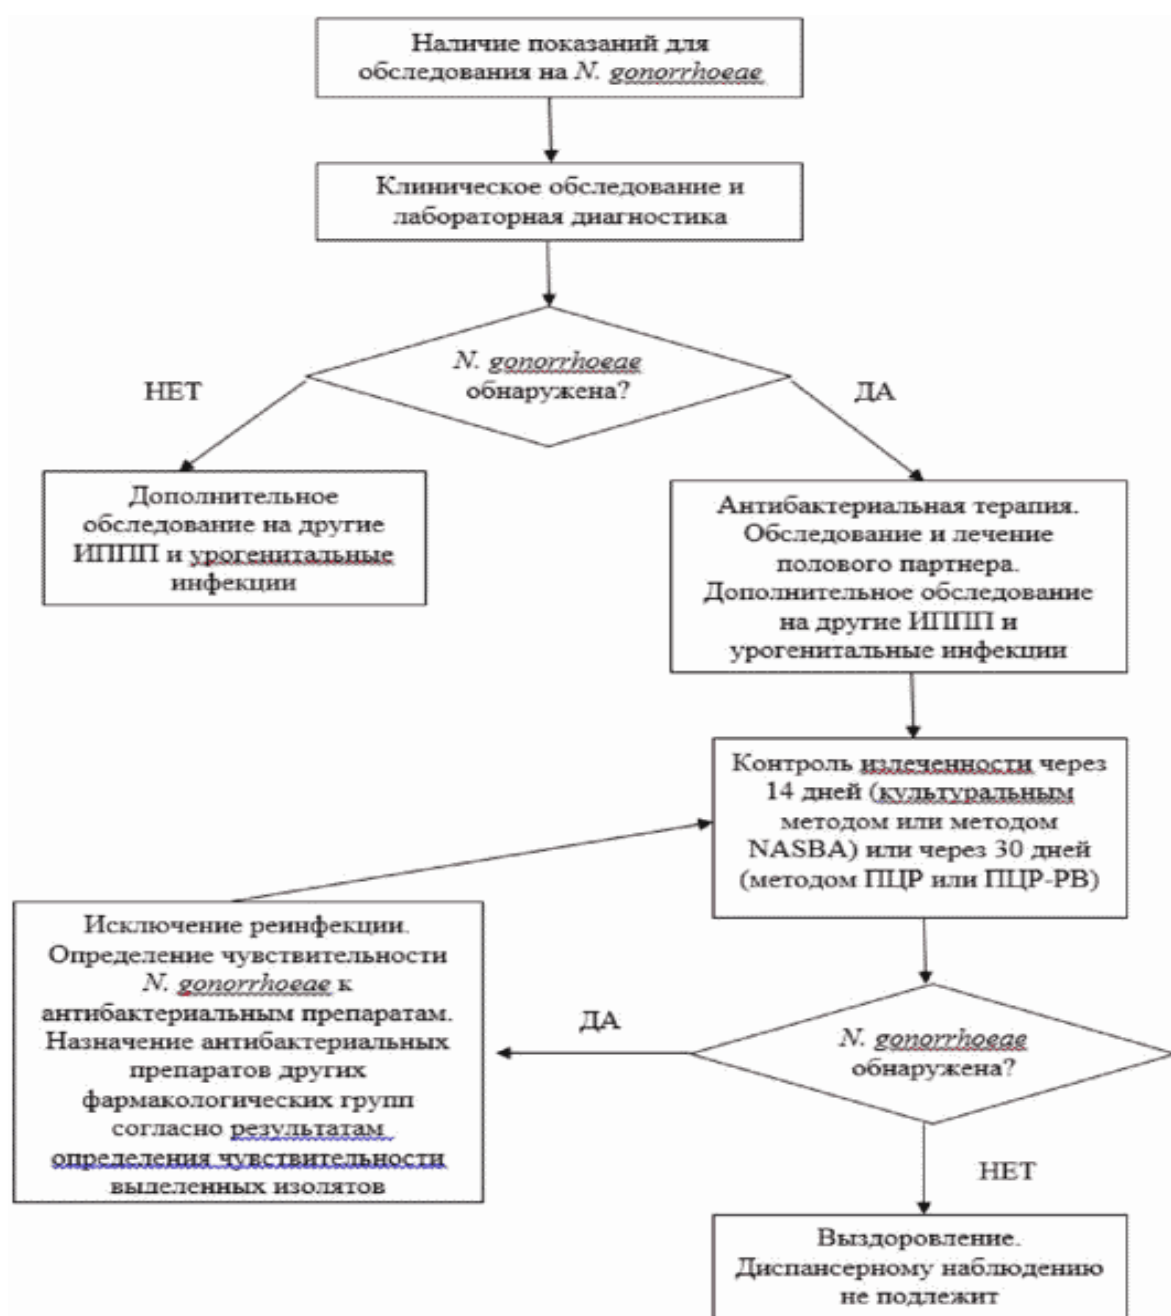 Наличие показаний для
обследования на N. gonorrhoeae
Клиническое обследование и
лабораторная диагностика
N. gonorrhoeae
обнаружена?
НЕТ
ДА
Дополнительное
обследование на другие
ИППП и урогенитальные
инфекции
Антибактериальная терапия.
Обследование и лечение
полового партнера.
Дополнительное обследование
на другие ИППП и
урогенитальные инфекции
Контроль излеченности через
14 дней (культуральным
методом или методом
NASBA) или через 30 дней
(методом ПЦР или ПЦР-РВ)
Исключение реинфекции.
Определение чувствительности
N. gonorrhoeae к
антибактериальным препаратам.
Назначение антибактериальных
препаратов других
фармакологических групп
согласно результатам
определения чувствительности
выделенных изолятов
ДА
N. gonorrhoeae
обнаружена?
НЕТ
Выздоровление.
Диспансерному наблюдению
не подлежит